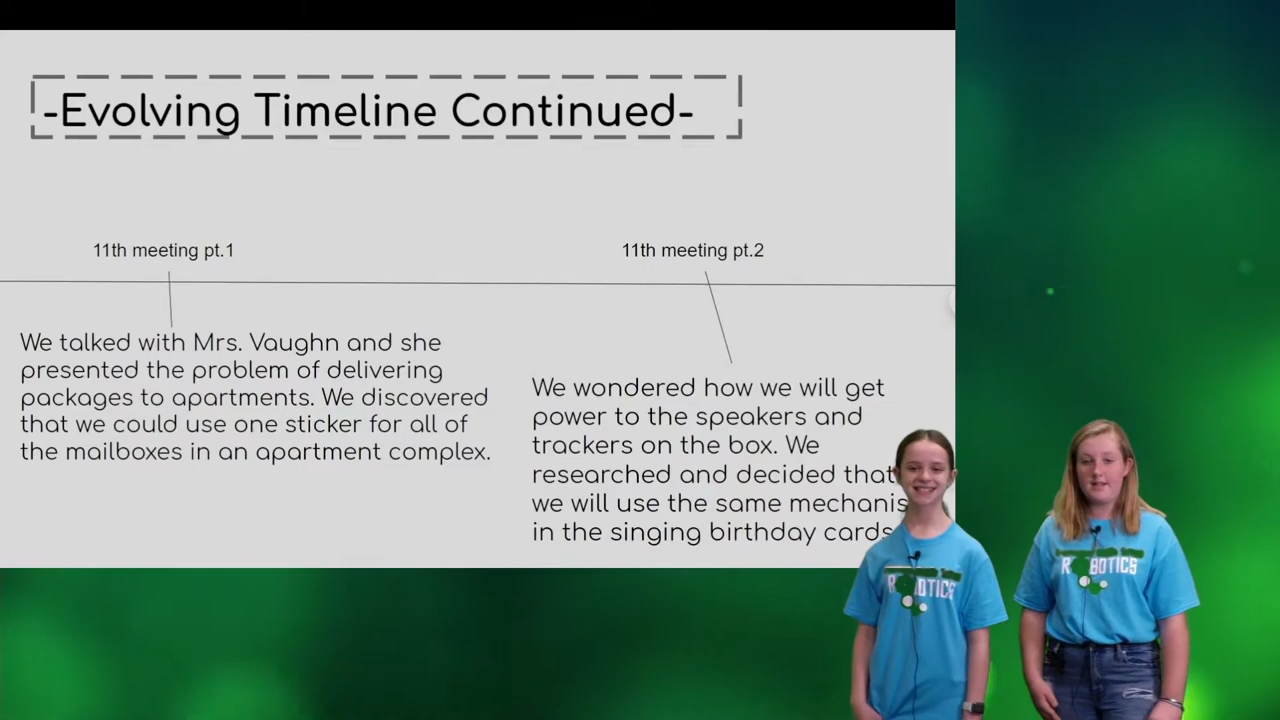 -Evolving Timeline Continued-
11th meeting pt.1
11th meeting pt.2
We talked with Mrs. Vaughn and she
presented the problem of delivering
packages to apartments. We discovered
that we could use one sticker for all of
the mailboxes in an apartment complex.
We wondered how we will get
power to the speakers and
trackers on the box. We
researched and decided that
we will use the same mechanis
in the singing birthday cards
ROBOTICS